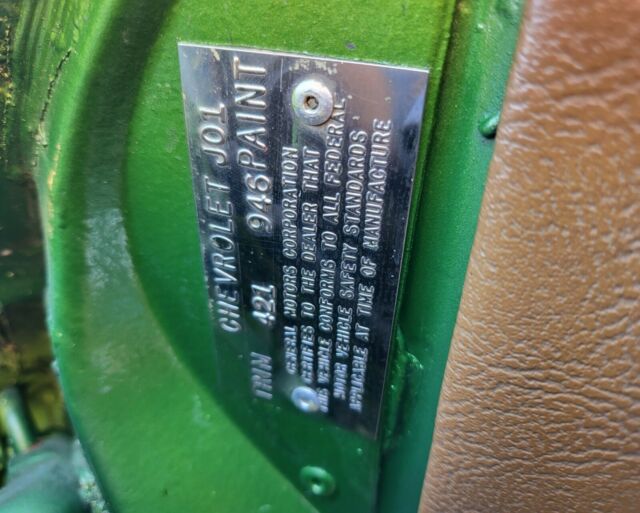 CHEVROLET JO1
TRIM 421 946PAINT
GENERAL MOTORS CORPORATION
CERTIFIES TO THE DEALER THAT
THIS VEHICLE CONFORMS TO ALL FEDERAL
MOTOR VEHICLE SAFETY STANDARDS
APPLICABLE AT TIME OF MANUFACTURE